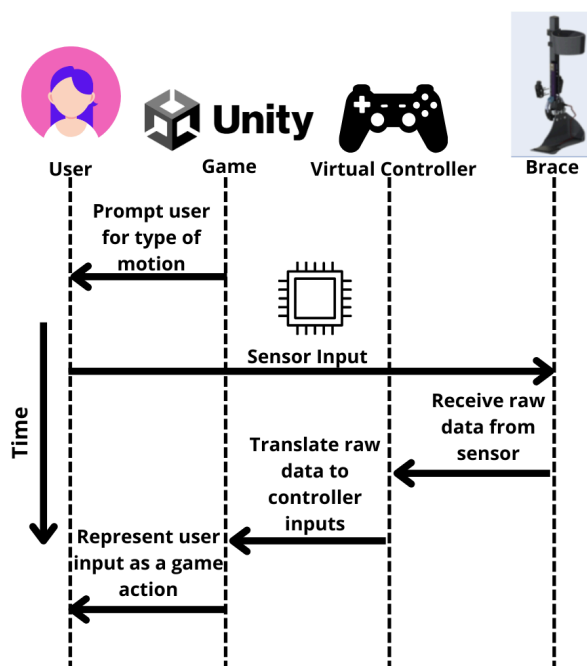 Unity
User
Game
Virtual Controller
Brace
Prompt user
for type of
motion
Sensor Input
Time
Receive raw
data from
sensor
Translate raw
data to
controller
inputs
Represent user
input as a game
action